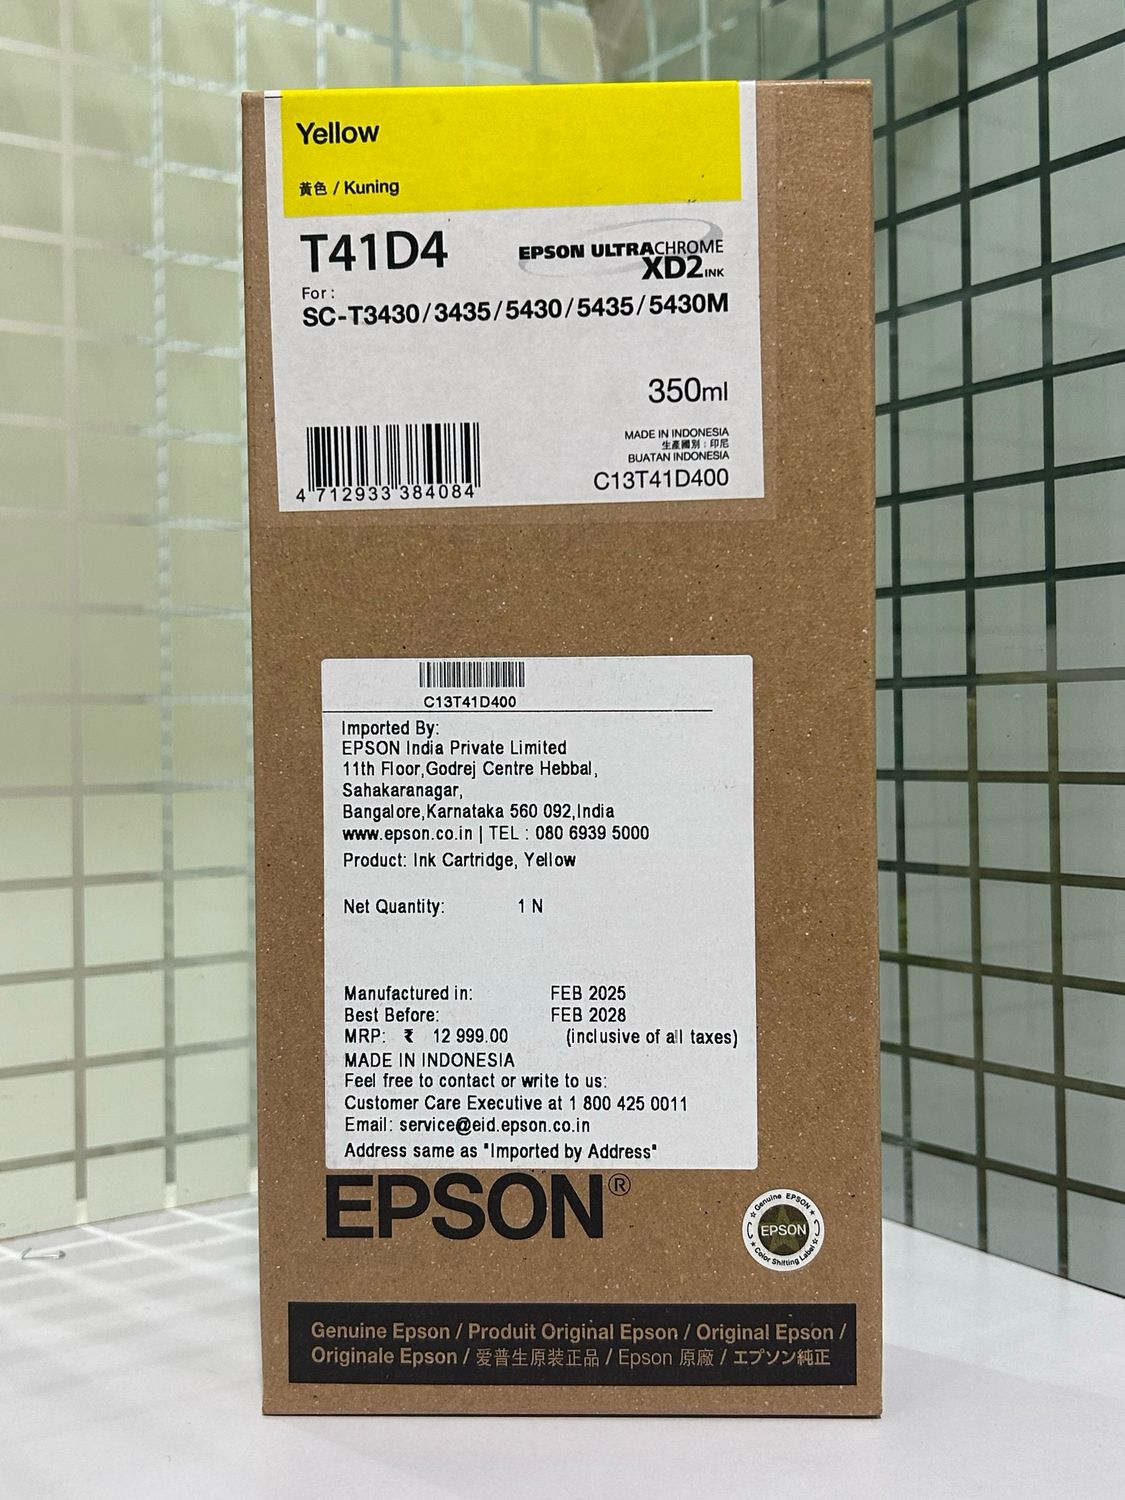 Yellow
黃色 / Kuning
T41D4
EPSON ULTRACHROME
XD2 INK
For :
SC-T3430/3435/5430/5435/5430M
350ml
MADE IN INDONESIA
生產國別 : 印尼
BUATAN INDONESIA
C13T41D400
4 712933 384084
C13T41D400
Imported By:
EPSON India Private Limited
11th Floor,Godrej Centre Hebbal,
Sahakaranagar,
Bangalore,Karnataka 560 092,India
www.epson.co.in | TEL : 080 6939 5000
Product: Ink Cartridge, Yellow
Net Quantity: 1 N
Manufactured in: FEB 2025
Best Before: FEB 2028
MRP: ₹ 12 999.00 (inclusive of all taxes)
MADE IN INDONESIA
Feel free to contact or write to us:
Customer Care Executive at 1 800 425 0011
Email: service@eid.epson.co.in
Address same as "Imported by Address"
EPSON®
Genuine EPSON
EPSON
Color Shifting Label
Genuine Epson / Produit Original Epson / Original Epson /
Originale Epson / 爱普生原装正品 / Epson 原廠 / エプソン純正